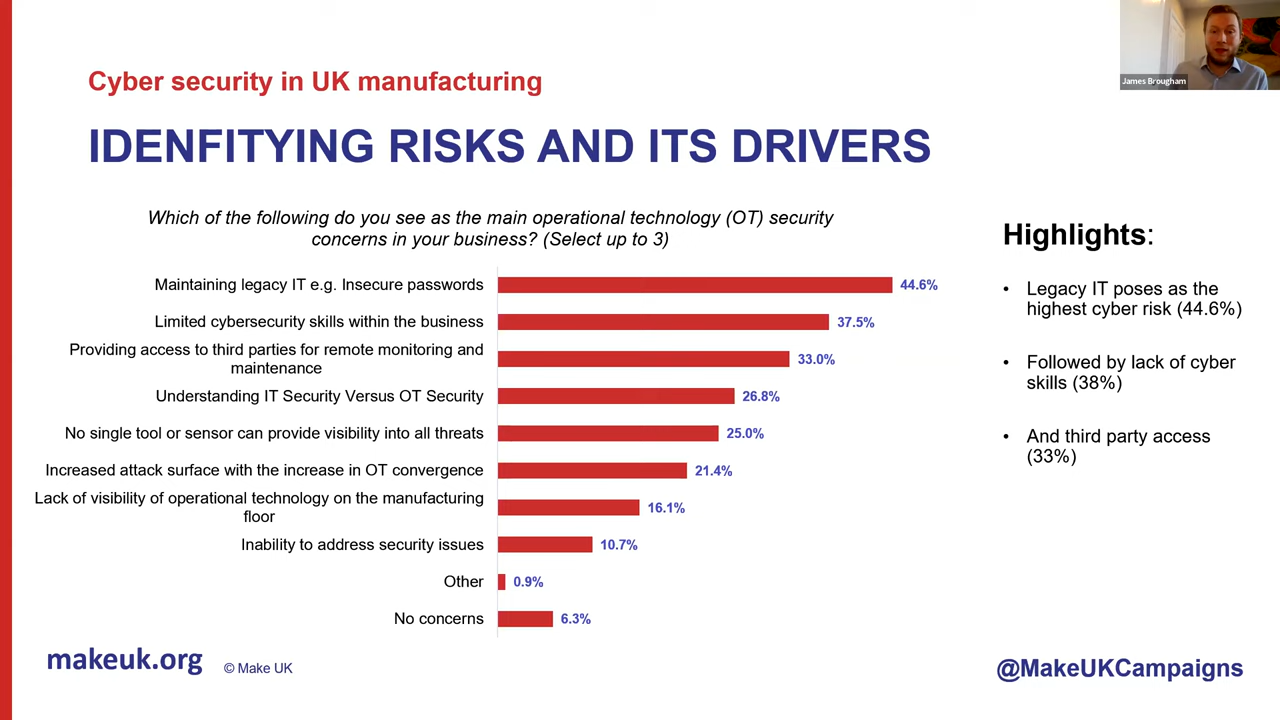 James Brougham
Cyber security in UK manufacturing
IDENFITYING RISKS AND ITS DRIVERS
Which of the following do you see as the main operational technology (OT) security
concerns in your business? (Select up to 3)
Maintaining legacy IT e.g. Insecure passwords 44.6%
Limited cybersecurity skills within the business 37.5%
Providing access to third parties for remote monitoring and
maintenance 33.0%
Understanding IT Security Versus OT Security 26.8%
No single tool or sensor can provide visibility into all threats 25.0%
Increased attack surface with the increase in OT convergence 21.4%
Lack of visibility of operational technology on the manufacturing
floor 16.1%
Inability to address security issues 10.7%
Other 0.9%
No concerns 6.3%
Highlights:
• Legacy IT poses as the
highest cyber risk (44.6%)
• Followed by lack of cyber
skills (38%)
• And third party access
(33%)
makeuk.org
© Make UK
@MakeUKCampaigns